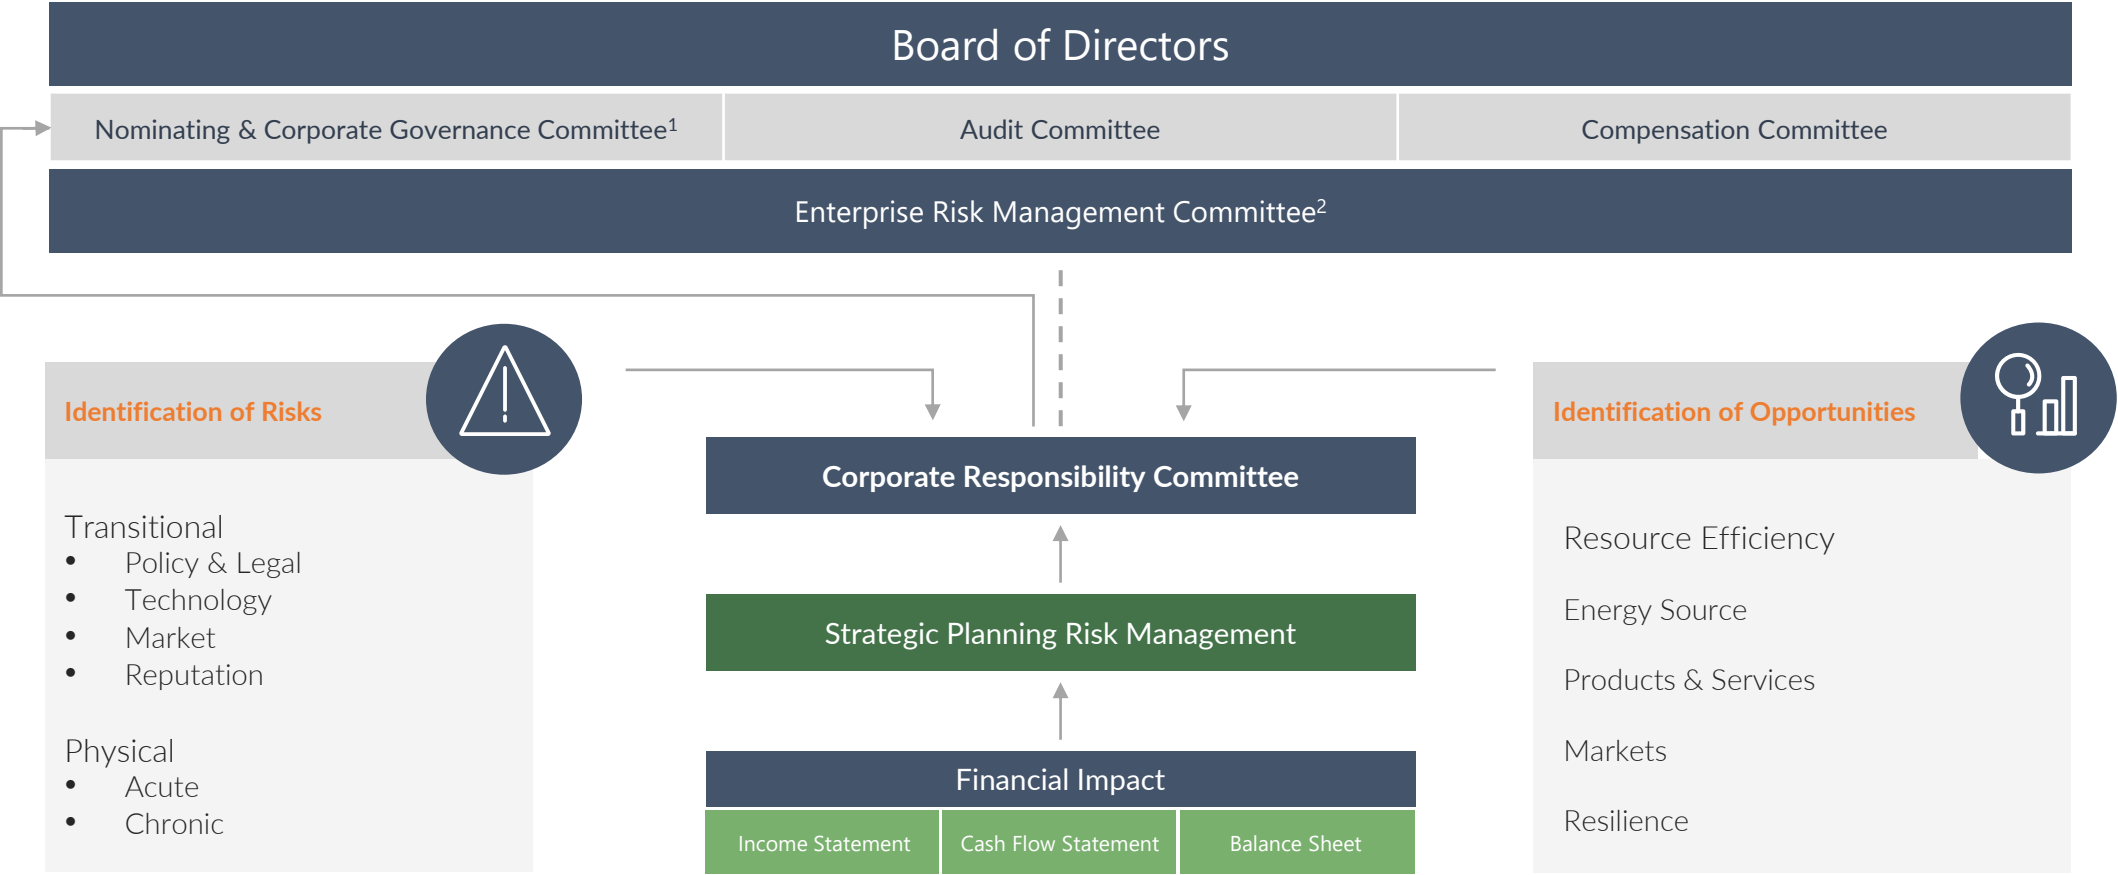 Board of Directors
Nominating & Corporate Governance Committee¹
Audit Committee
Compensation Committee
Enterprise Risk Management Committee²
Identification of Risks
Transitional
• Policy & Legal
• Technology
• Market
• Reputation
Physical
• Acute
• Chronic
Corporate Responsibility Committee
Strategic Planning Risk Management
Financial Impact
Income Statement
Cash Flow Statement
Balance Sheet
Identification of Opportunities
Resource Efficiency
Energy Source
Products & Services
Markets
Resilience